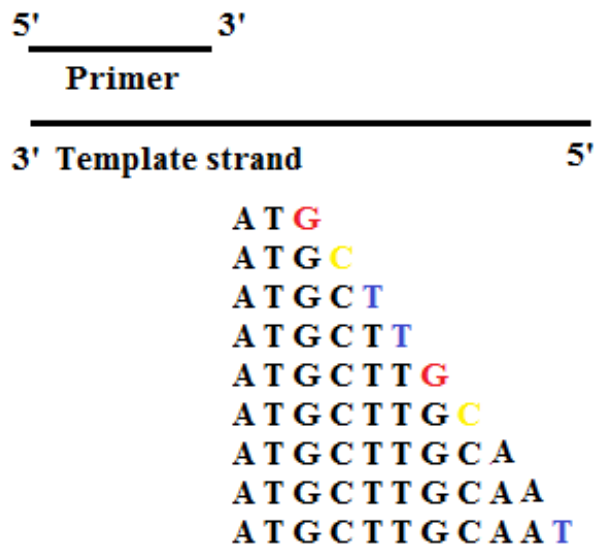 5' 3'
Primer
3' Template strand 5'
A T G
A T G C
A T G C T
A T G C T T
A T G C T T G
A T G C T T G C
A T G C T T G C A
A T G C T T G C A A
A T G C T T G C A A T